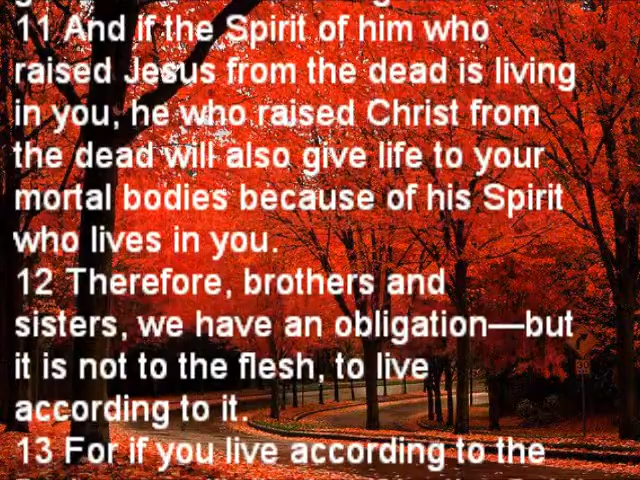 11 And if the Spirit of him who
raised Jesus from the dead is living
in you, he who raised Christ from
the dead will also give life to your
mortal bodies because of his Spirit
who lives in you.
12 Therefore, brothers and
sisters, we have an obligation—but
it is not to the flesh, to live
according to it.
13 For if you live according to the